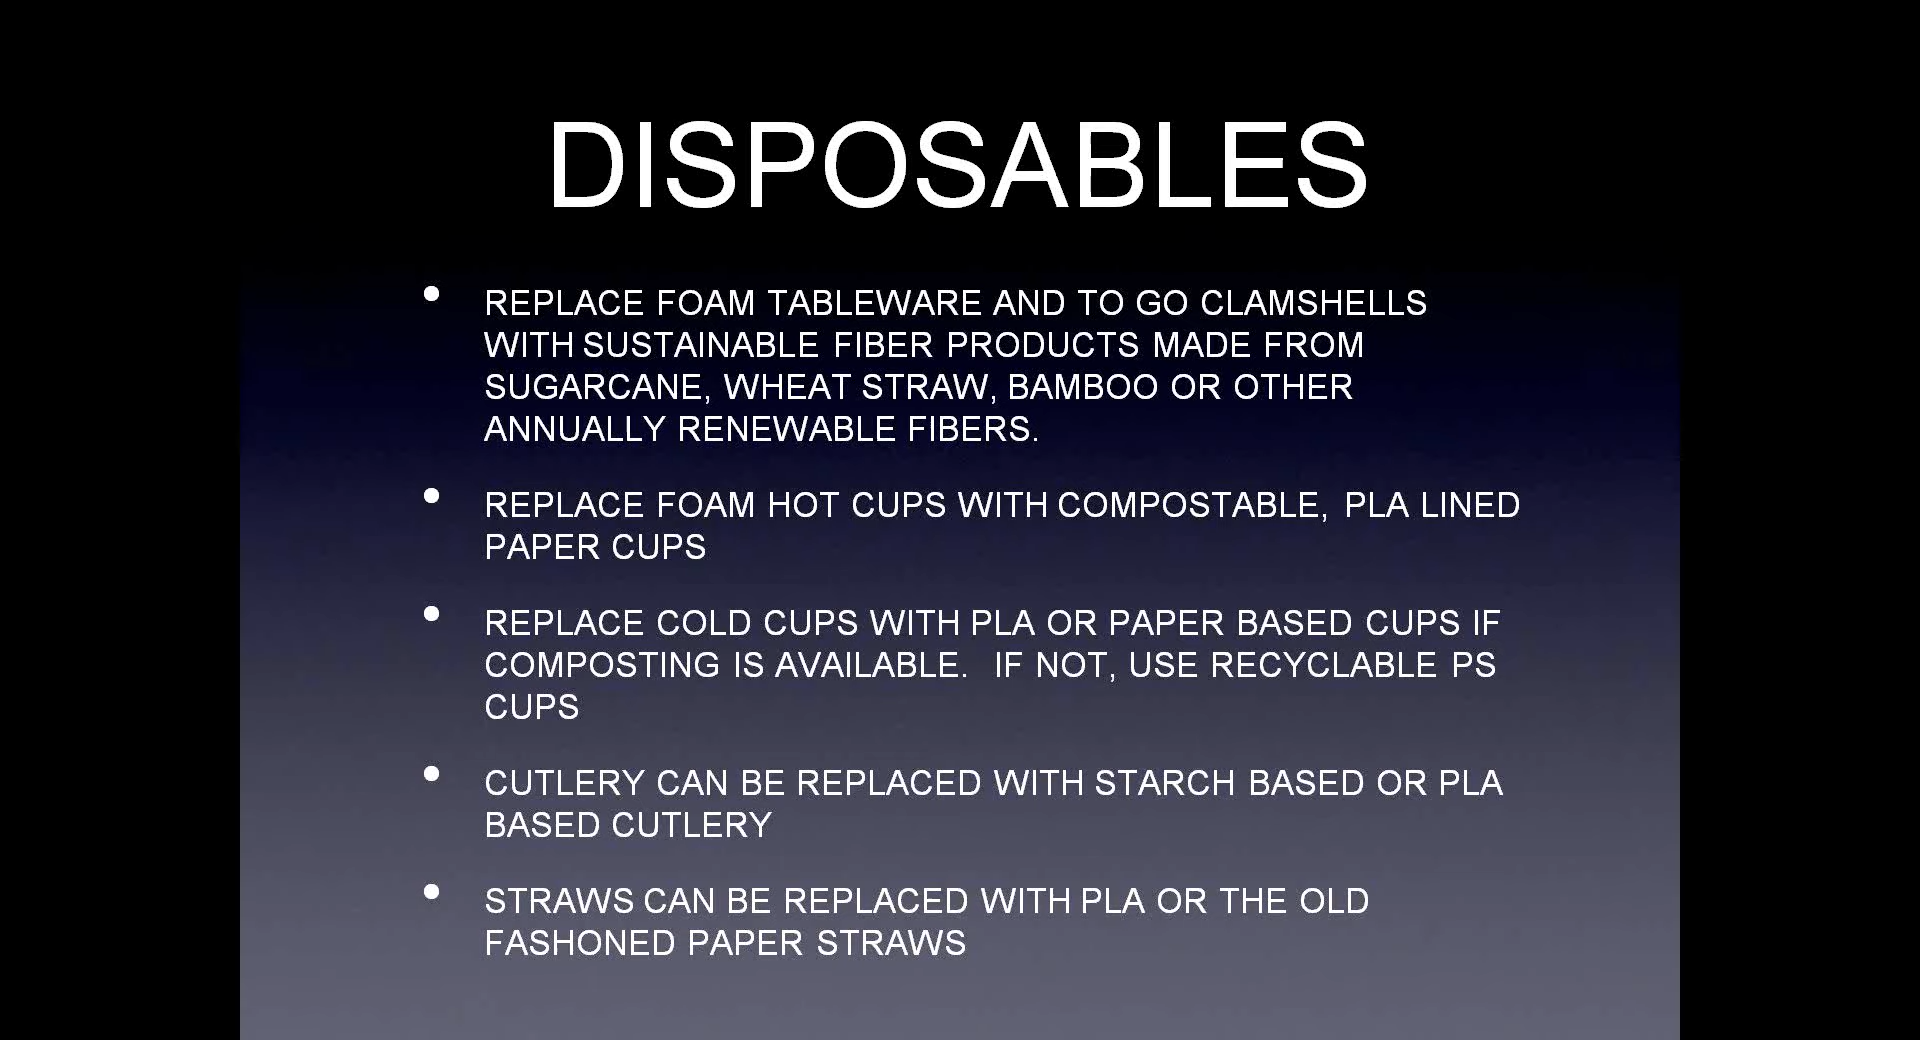 DISPOSABLES
• REPLACE FOAM TABLEWARE AND TO GO CLAMSHELLS
WITH SUSTAINABLE FIBER PRODUCTS MADE FROM
SUGARCANE, WHEAT STRAW, BAMBOO OR OTHER
ANNUALLY RENEWABLE FIBERS.
• REPLACE FOAM HOT CUPS WITH COMPOSTABLE, PLA LINED
PAPER CUPS
• REPLACE COLD CUPS WITH PLA OR PAPER BASED CUPS IF
COMPOSTING IS AVAILABLE. IF NOT, USE RECYCLABLE PS
CUPS
• CUTLERY CAN BE REPLACED WITH STARCH BASED OR PLA
BASED CUTLERY
• STRAWS CAN BE REPLACED WITH PLA OR THE OLD
FASHONED PAPER STRAWS